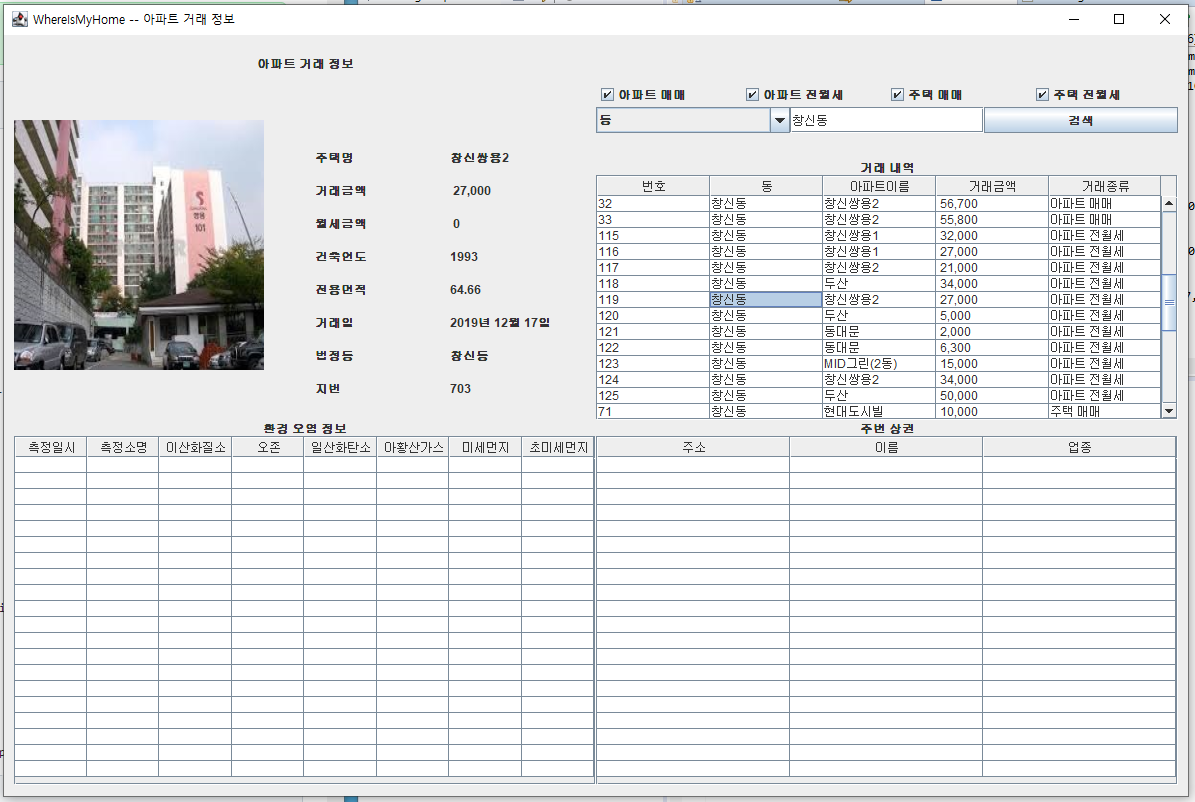 WhereIsMyHome -- 아파트 거래 정보
아파트 거래 정보
아파트 매매 아파트 전월세 주택 매매 주택 전월세
동 창신동 검색
101
주택명 창신쌍용2
거래금액 27,000
월세금액 0
건축연도 1993
전용면적 64.66
거래일 2019년 12월 17일
법정동 창신동
지번 703
거래 내역
번호 동 아파트이름 거래금액 거래종류
32 창신동 창신쌍용2 56,700 아파트 매매
33 창신동 창신쌍용2 55,800 아파트 매매
115 창신동 창신쌍용1 32,000 아파트 전월세
116 창신동 창신쌍용1 27,000 아파트 전월세
117 창신동 창신쌍용2 21,000 아파트 전월세
118 창신동 두산 34,000 아파트 전월세
119 창신동 창신쌍용2 27,000 아파트 전월세
120 창신동 두산 5,000 아파트 전월세
121 창신동 동대문 2,000 아파트 전월세
122 창신동 동대문 6,300 아파트 전월세
123 창신동 MID그린(2동) 15,000 아파트 전월세
124 창신동 창신쌍용2 34,000 아파트 전월세
125 창신동 두산 50,000 아파트 전월세
71 창신동 현대도시빌 10,000 주택 매매
환경 오염 정보
측정일시 측정소명 이산화질소 오존 일산화탄소 아황산가스 미세먼지 초미세먼지
주변 상권
주소 이름 업종